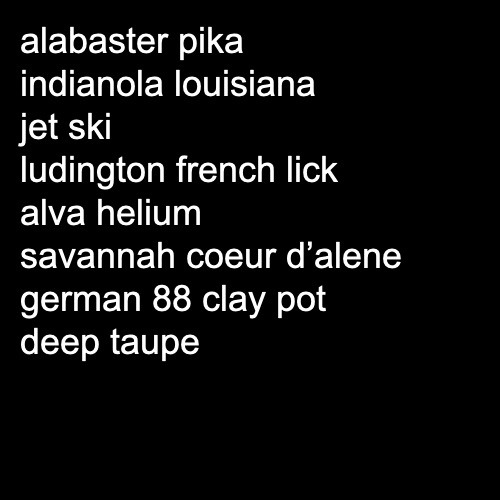 alabaster pika
indianola louisiana
jet ski
ludington french lick
alva helium
savannah coeur d’alene
german 88 clay pot
deep taupe